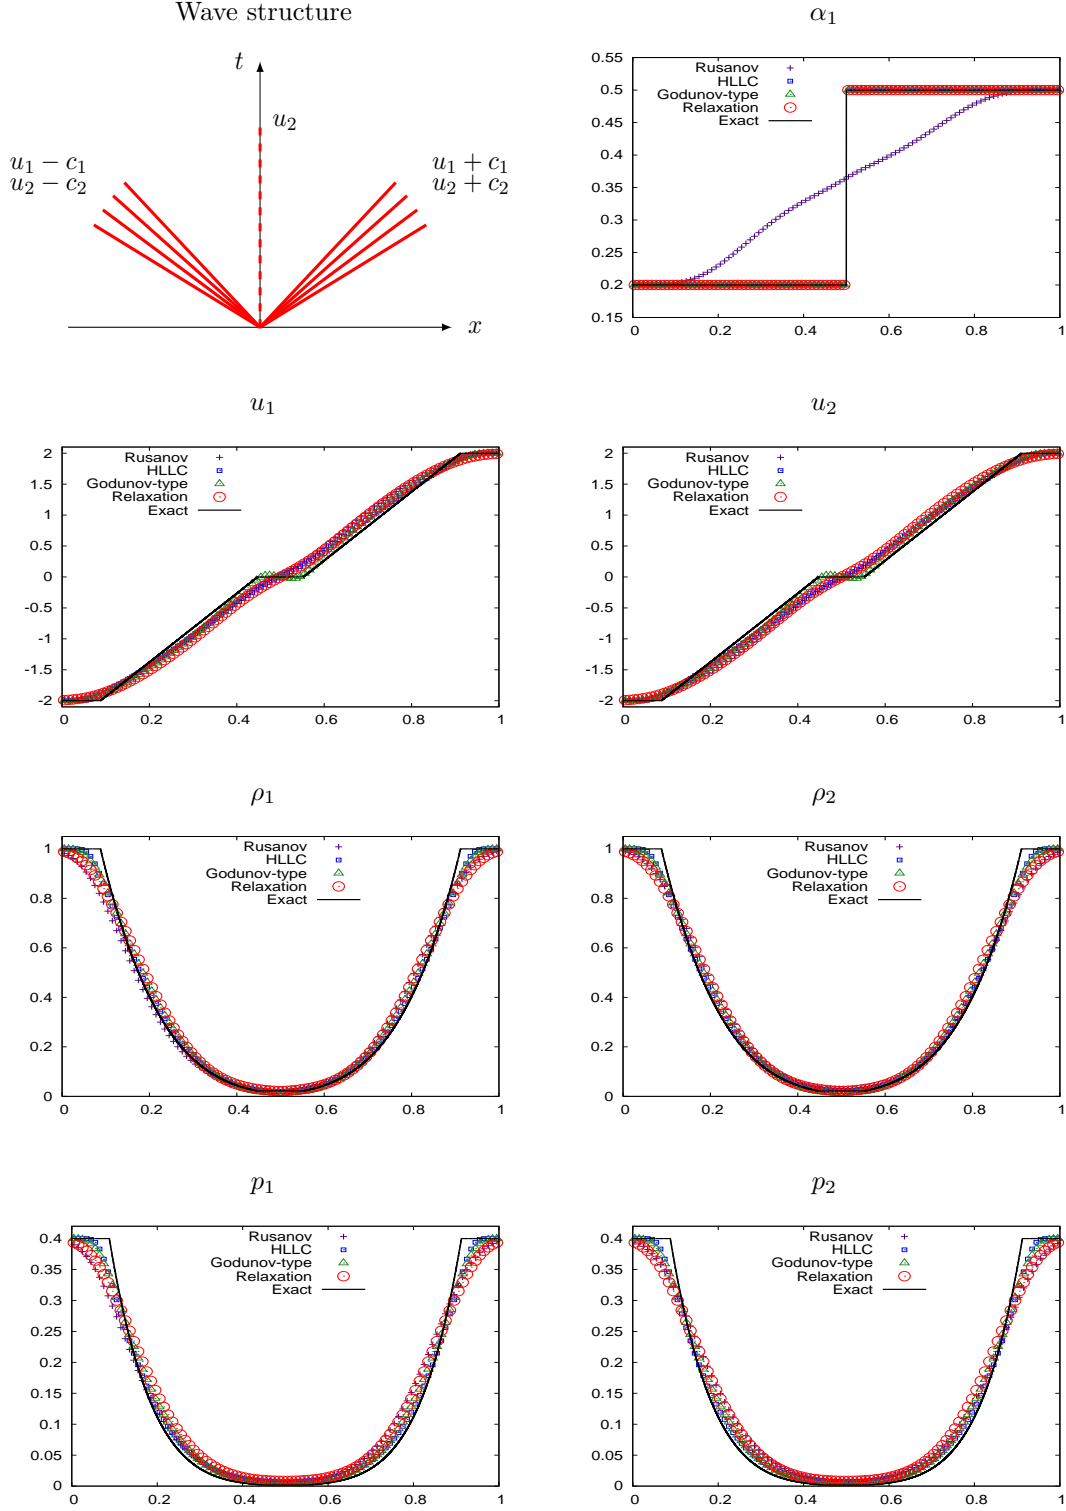 Wave structure
t
u₂
u₁ − c₁
u₂ − c₂
u₁ + c₁
u₂ + c₂
x
α₁
Rusanov
HLLC
Godunov-type
Relaxation
Exact
0.55
0.5
0.45
0.4
0.35
0.3
0.25
0.2
0.15
0 0.2 0.4 0.6 0.8 1
u₁
Rusanov
HLLC
Godunov-type
Relaxation
Exact
2
1.5
1
0.5
0
-0.5
-1
-1.5
-2
0 0.2 0.4 0.6 0.8 1
u₂
Rusanov
HLLC
Godunov-type
Relaxation
Exact
2
1.5
1
0.5
0
-0.5
-1
-1.5
-2
0 0.2 0.4 0.6 0.8 1
ρ₁
Rusanov
HLLC
Godunov-type
Relaxation
Exact
1
0.8
0.6
0.4
0.2
0
0 0.2 0.4 0.6 0.8 1
ρ₂
Rusanov
HLLC
Godunov-type
Relaxation
Exact
1
0.8
0.6
0.4
0.2
0
0 0.2 0.4 0.6 0.8 1
p₁
Rusanov
HLLC
Godunov-type
Relaxation
Exact
0.4
0.35
0.3
0.25
0.2
0.15
0.1
0.05
0
0 0.2 0.4 0.6 0.8 1
p₂
Rusanov
HLLC
Godunov-type
Relaxation
Exact
0.4
0.35
0.3
0.25
0.2
0.15
0.1
0.05
0
0 0.2 0.4 0.6 0.8 1